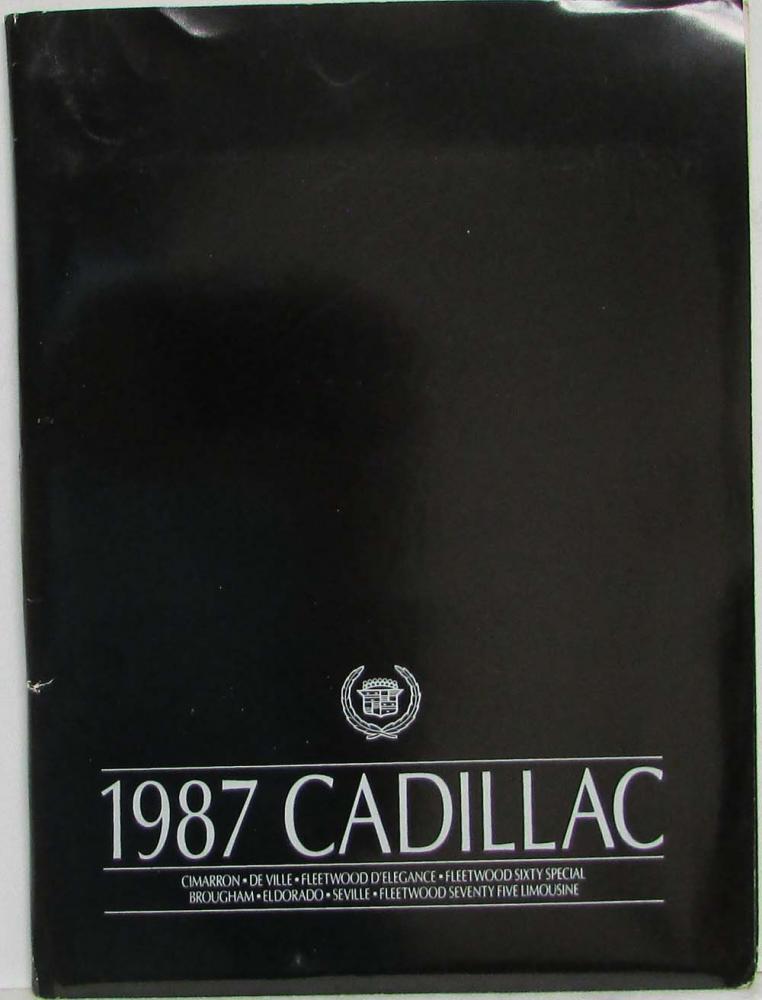 1987 CADILLAC
CIMARRON • DE VILLE • FLEETWOOD D'ELEGANCE • FLEETWOOD SIXTY SPECIAL
BROUGHAM • ELDORADO • SEVILLE • FLEETWOOD SEVENTY FIVE LIMOUSINE